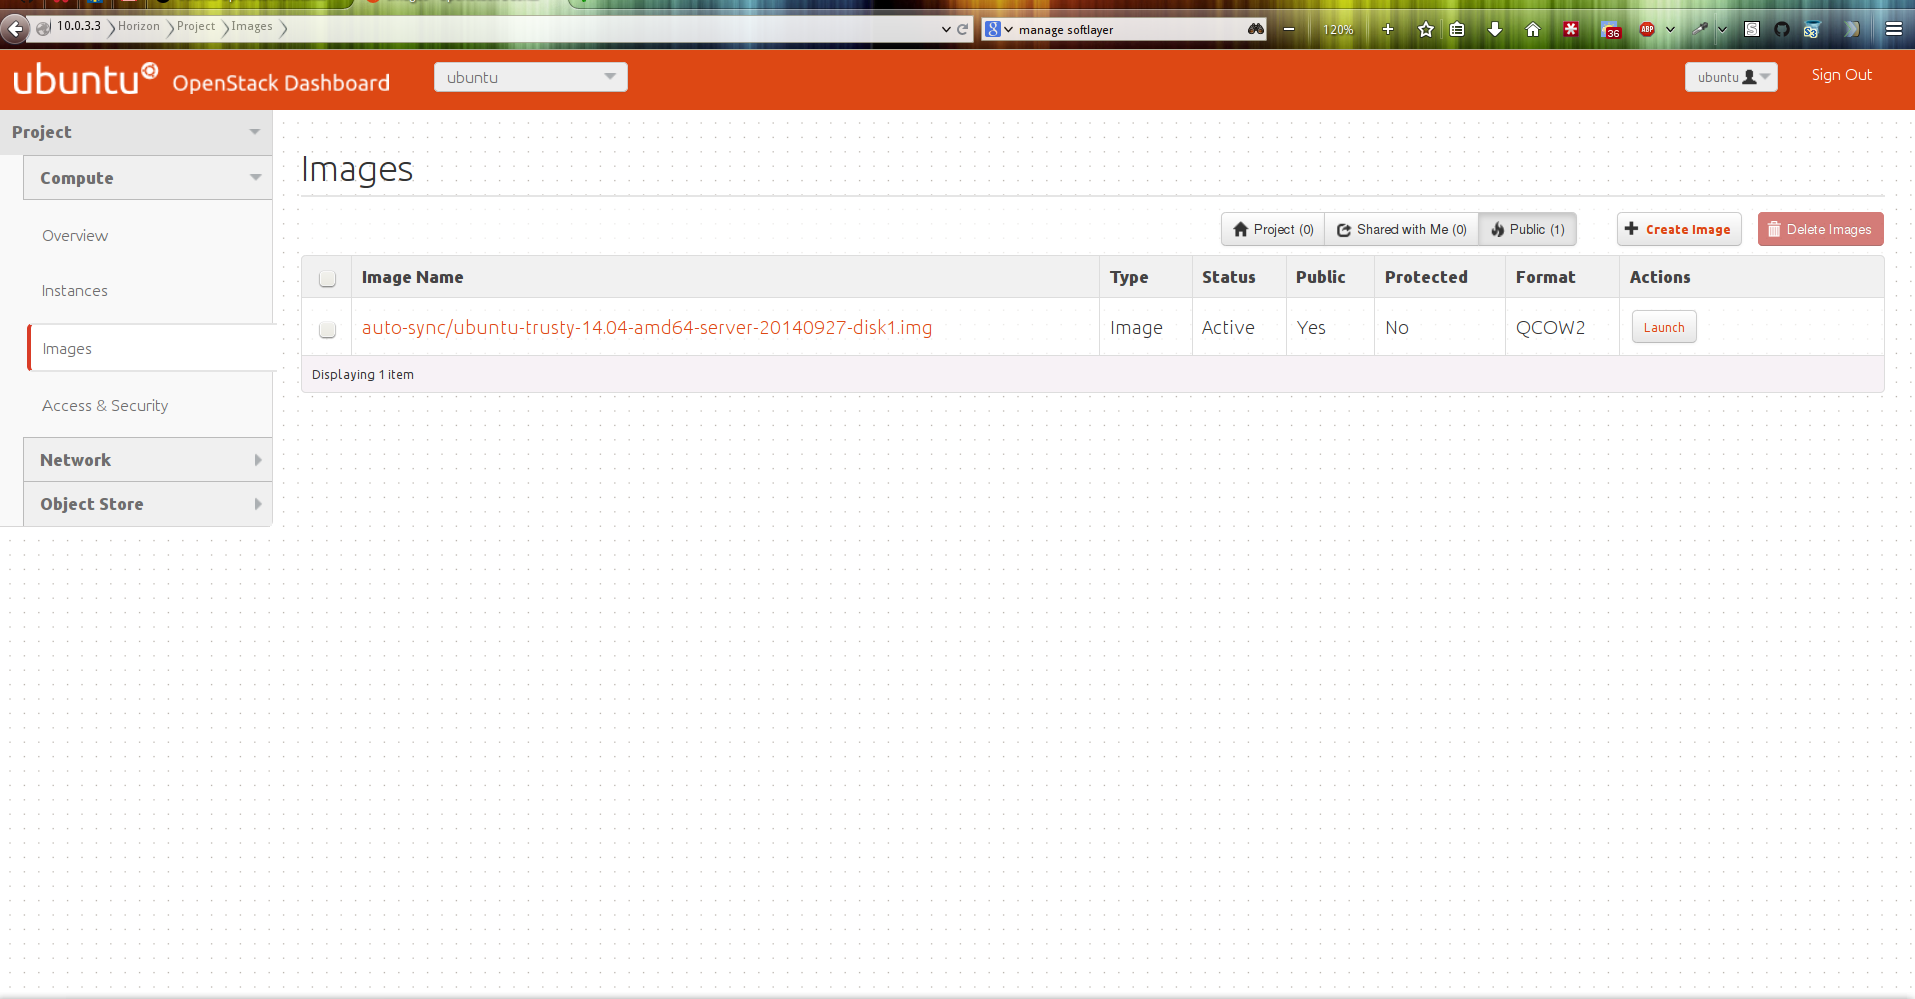 10.0.3.3 Horizon Project Images
manage softlayer
120%
36
ABP
S
S3
ubuntu OpenStack Dashboard
ubuntu
ubuntu
Sign Out
Project
Compute
Overview
Instances
Images
Access & Security
Network
Object Store
Images
Project (0) Shared with Me (0) Public (1) Create Image Delete Images
Image Name Type Status Public Protected Format Actions
auto-sync/ubuntu-trusty-14.04-amd64-server-20140927-disk1.img Image Active Yes No QCOW2 Launch
Displaying 1 item